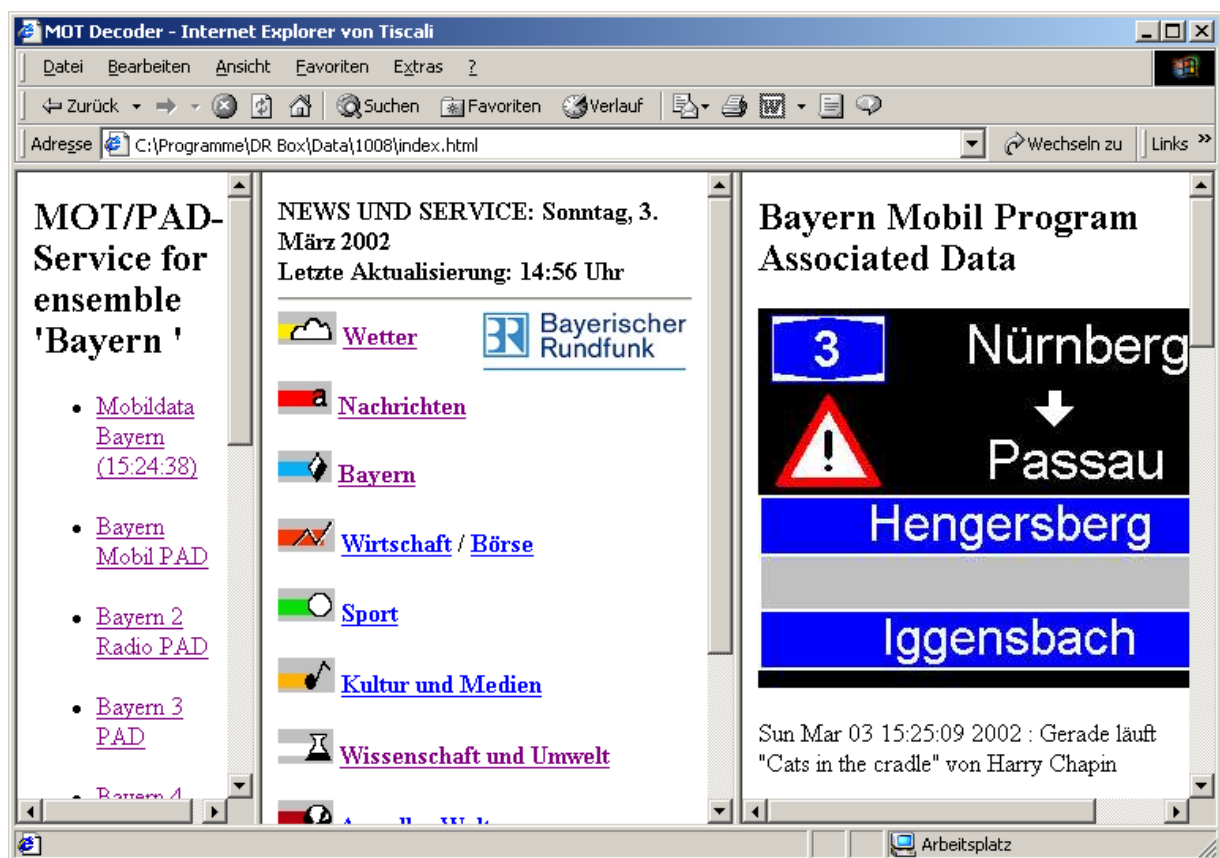 MOT Decoder - Internet Explorer von Tiscali
Datei Bearbeiten Ansicht Favoriten Extras ?
Zurück Suchen Favoriten Verlauf
Adresse C:\Programme\DR Box\Data\1008\index.html Wechseln zu Links »
MOT/PAD-
Service for
ensemble
'Bayern '
Mobildata
Bayern
(15:24:38)
Bayern
Mobil PAD
Bayern 2
Radio PAD
Bayern 3
PAD
Bayern 4
NEWS UND SERVICE: Sonntag, 3.
März 2002
Letzte Aktualisierung: 14:56 Uhr
Wetter
BR Bayerischer
Rundfunk
a Nachrichten
Bayern
Wirtschaft / Börse
Sport
Kultur und Medien
Wissenschaft und Umwelt
Bayern Mobil Program
Associated Data
3 Nürnberg
!
Passau
Hengersberg
Iggensbach
Sun Mar 03 15:25:09 2002 : Gerade läuft
"Cats in the cradle" von Harry Chapin
Arbeitsplatz